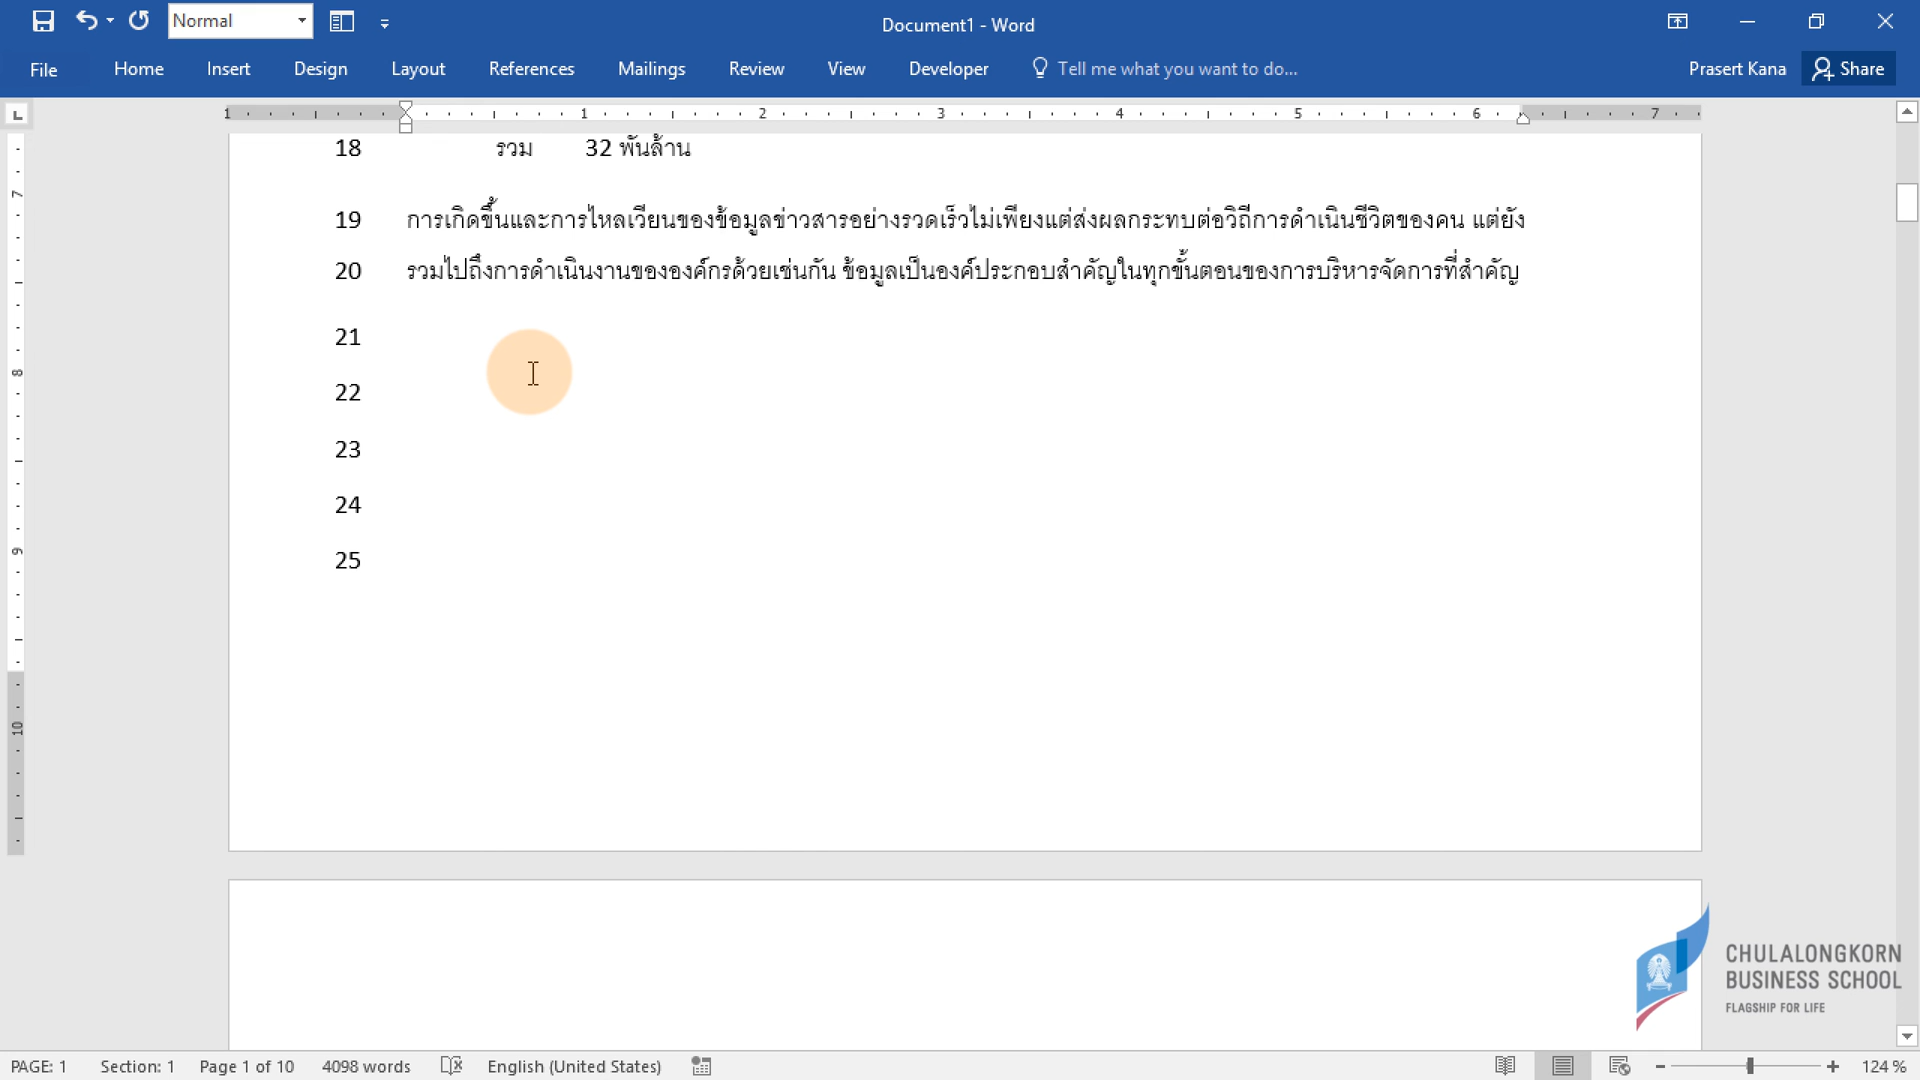 Normal
Document1 - Word
File Home Insert Design Layout References Mailings Review View Developer Tell me what you want to do... Prasert Kana Share
1 1 2 3 4 5 6 7
18 รวม 32 พันล้าน
19 การเกิดขึ้นและการไหลเวียนของข้อมูลข่าวสารอย่างรวดเร็วไม่เพียงแต่ส่งผลกระทบต่อวิถีการดำเนินชีวิตของคน แต่ยัง
20 รวมไปถึงการดำเนินงานขององค์กรด้วยเช่นกัน ข้อมูลเป็นองค์ประกอบสำคัญในทุกขั้นตอนของการบริหารจัดการที่สำคัญ
21
22
23
24
25
7
8
9
10
CHULALONGKORN
BUSINESS SCHOOL
FLAGSHIP FOR LIFE
PAGE: 1 Section: 1 Page 1 of 10 4098 words English (United States) 124 %